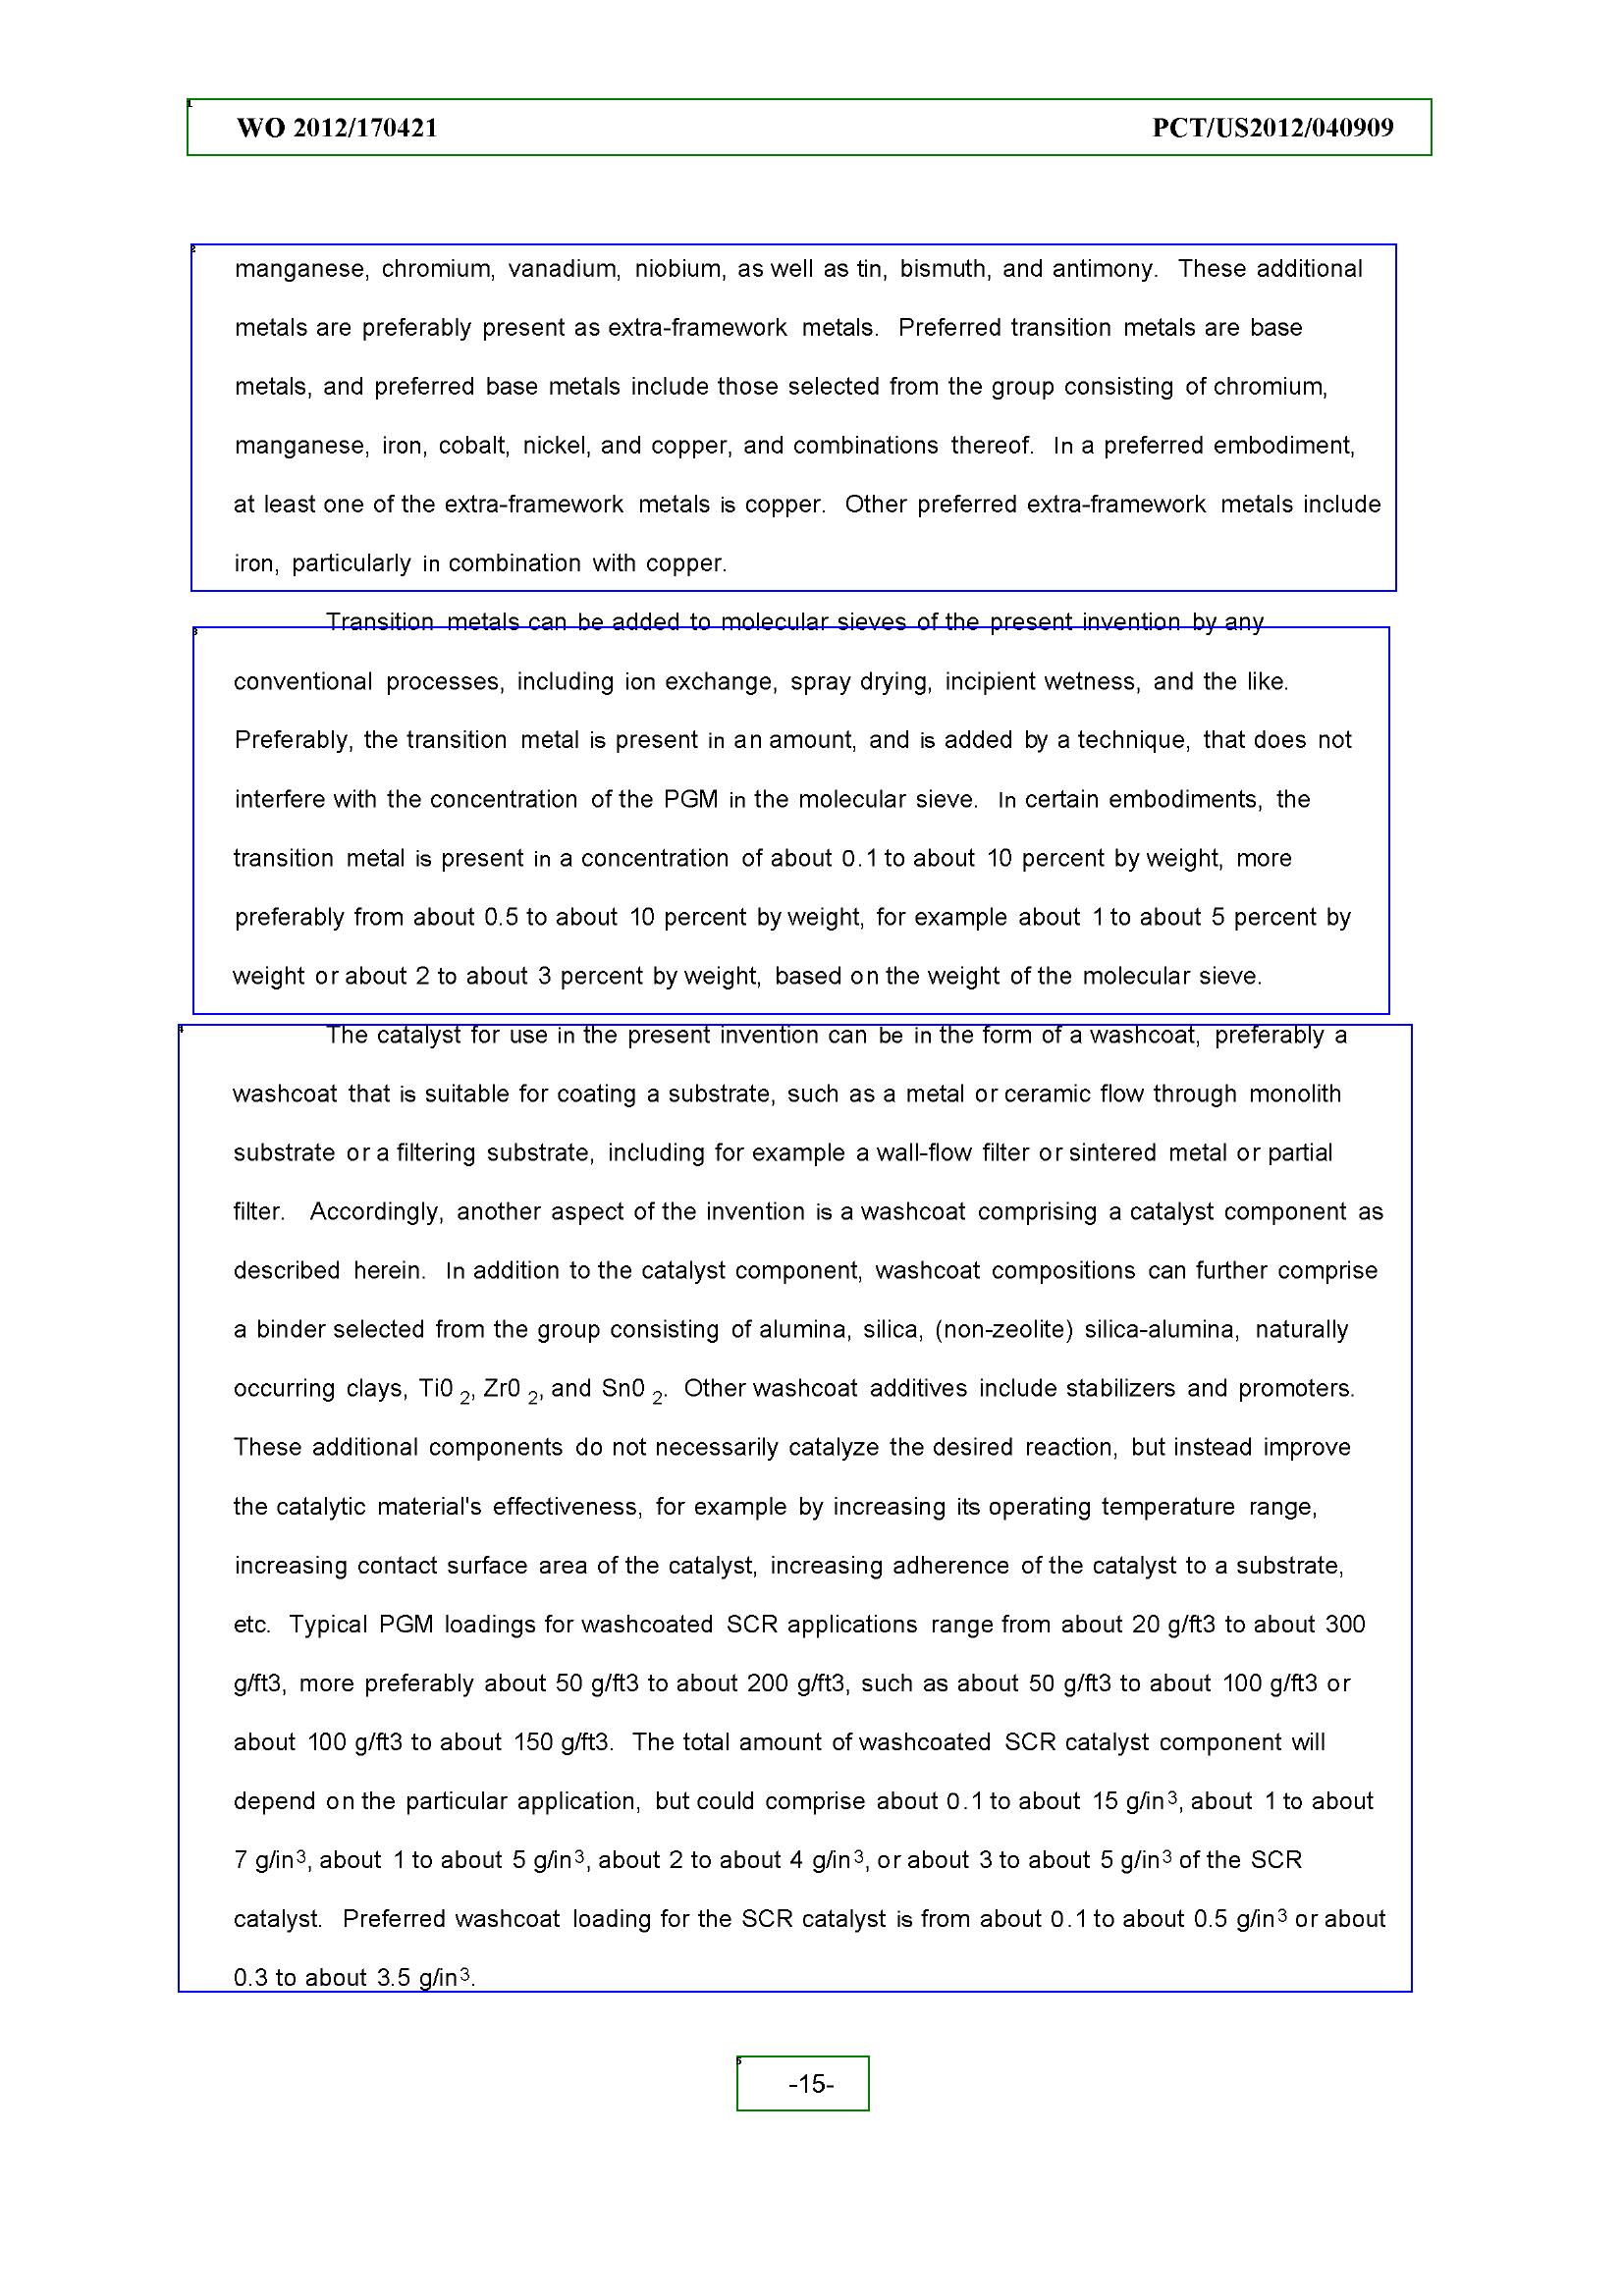 WO 2012/170421 PCT/US2012/040909
manganese, chromium, vanadium, niobium, as well as tin, bismuth, and antimony. These additional
metals are preferably present as extra-framework metals. Preferred transition metals are base
metals, and preferred base metals include those selected from the group consisting of chromium,
manganese, iron, cobalt, nickel, and copper, and combinations thereof. In a preferred embodiment,
at least one of the extra-framework metals is copper. Other preferred extra-framework metals include
iron, particularly in combination with copper.
Transition metals can be added to molecular sieves of the present invention by any
conventional processes, including ion exchange, spray drying, incipient wetness, and the like.
Preferably, the transition metal is present in an amount, and is added by a technique, that does not
interfere with the concentration of the PGM in the molecular sieve. In certain embodiments, the
transition metal is present in a concentration of about 0.1 to about 10 percent by weight, more
preferably from about 0.5 to about 10 percent by weight, for example about 1 to about 5 percent by
weight or about 2 to about 3 percent by weight, based on the weight of the molecular sieve.
The catalyst for use in the present invention can be in the form of a washcoat, preferably a
washcoat that is suitable for coating a substrate, such as a metal or ceramic flow through monolith
substrate or a filtering substrate, including for example a wall-flow filter or sintered metal or partial
filter. Accordingly, another aspect of the invention is a washcoat comprising a catalyst component as
described herein. In addition to the catalyst component, washcoat compositions can further comprise
a binder selected from the group consisting of alumina, silica, (non-zeolite) silica-alumina, naturally
occurring clays, Ti0 2, Zr0 2, and Sn0 2. Other washcoat additives include stabilizers and promoters.
These additional components do not necessarily catalyze the desired reaction, but instead improve
the catalytic material's effectiveness, for example by increasing its operating temperature range,
increasing contact surface area of the catalyst, increasing adherence of the catalyst to a substrate,
etc. Typical PGM loadings for washcoated SCR applications range from about 20 g/ft3 to about 300
g/ft3, more preferably about 50 g/ft3 to about 200 g/ft3, such as about 50 g/ft3 to about 100 g/ft3 or
about 100 g/ft3 to about 150 g/ft3. The total amount of washcoated SCR catalyst component will
depend on the particular application, but could comprise about 0.1 to about 15 g/in³, about 1 to about
7 g/in³, about 1 to about 5 g/in³, about 2 to about 4 g/in³, or about 3 to about 5 g/in³ of the SCR
catalyst. Preferred washcoat loading for the SCR catalyst is from about 0.1 to about 0.5 g/in³ or about
0.3 to about 3.5 g/in³.
-15-